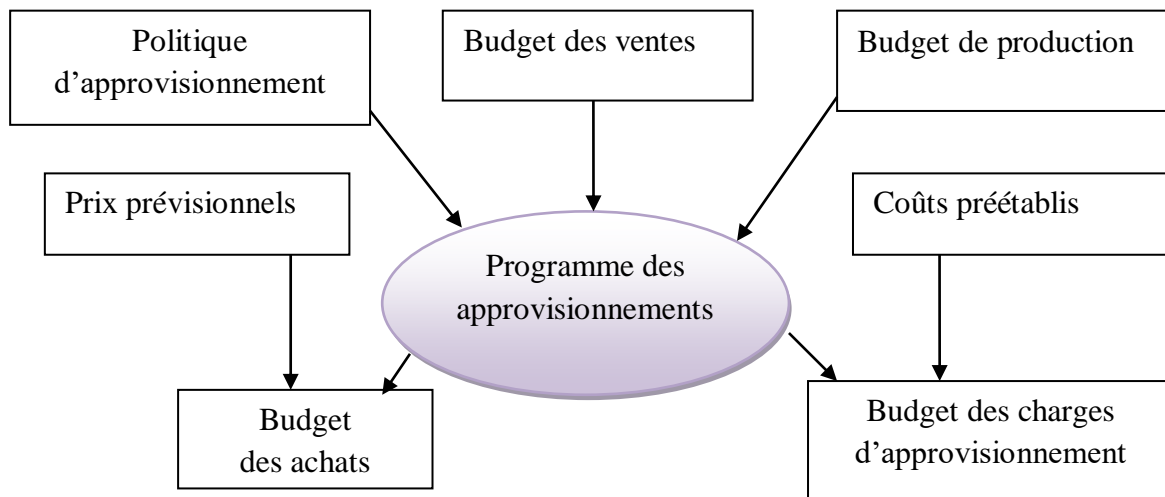 Politique
d’approvisionnement
Budget des ventes
Budget de production
Prix prévisionnels
Coûts préétablis
Programme des
approvisionnements
Budget
des achats
Budget des charges
d’approvisionnement